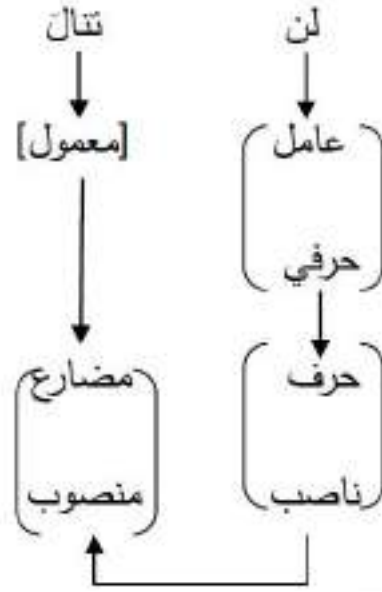 لن تنالَ
عامل [معمول]
حرفي
حرف مضارع
ناصب منصوب